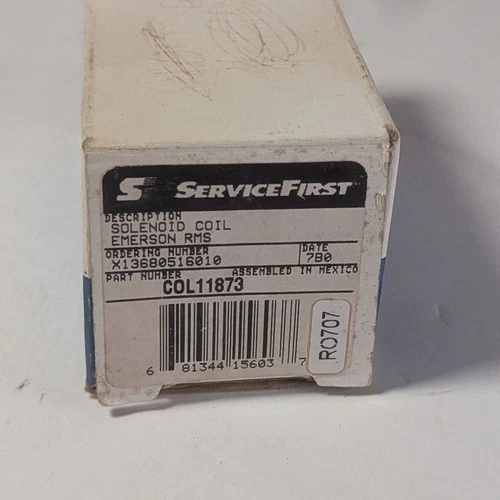 S SERVICEFIRST
DESCRIPTION
SOLENOID COIL
EMERSON RMS
ORDERING NUMBER DATE
X13680516010 7B0
PART NUMBER ASSEMBLED IN MEXICO
COL11873
6 81344 15603 7
RO707